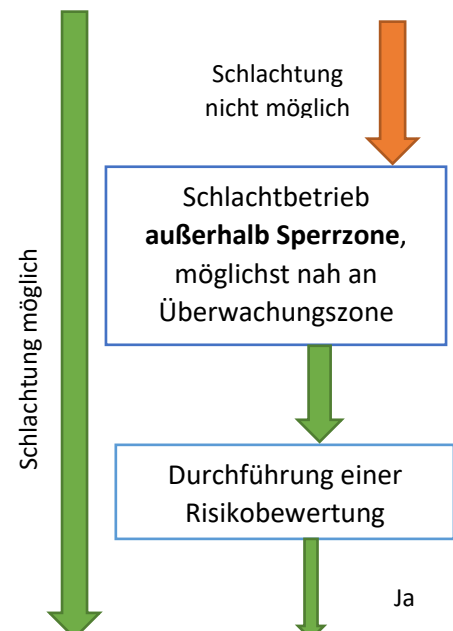 Schlachtung
nicht möglich
Schlachtbetrieb
außerhalb Sperrzone,
möglichst nah an
Überwachungszone
Schlachtung möglich
Durchführung einer
Risikobewertung
Ja